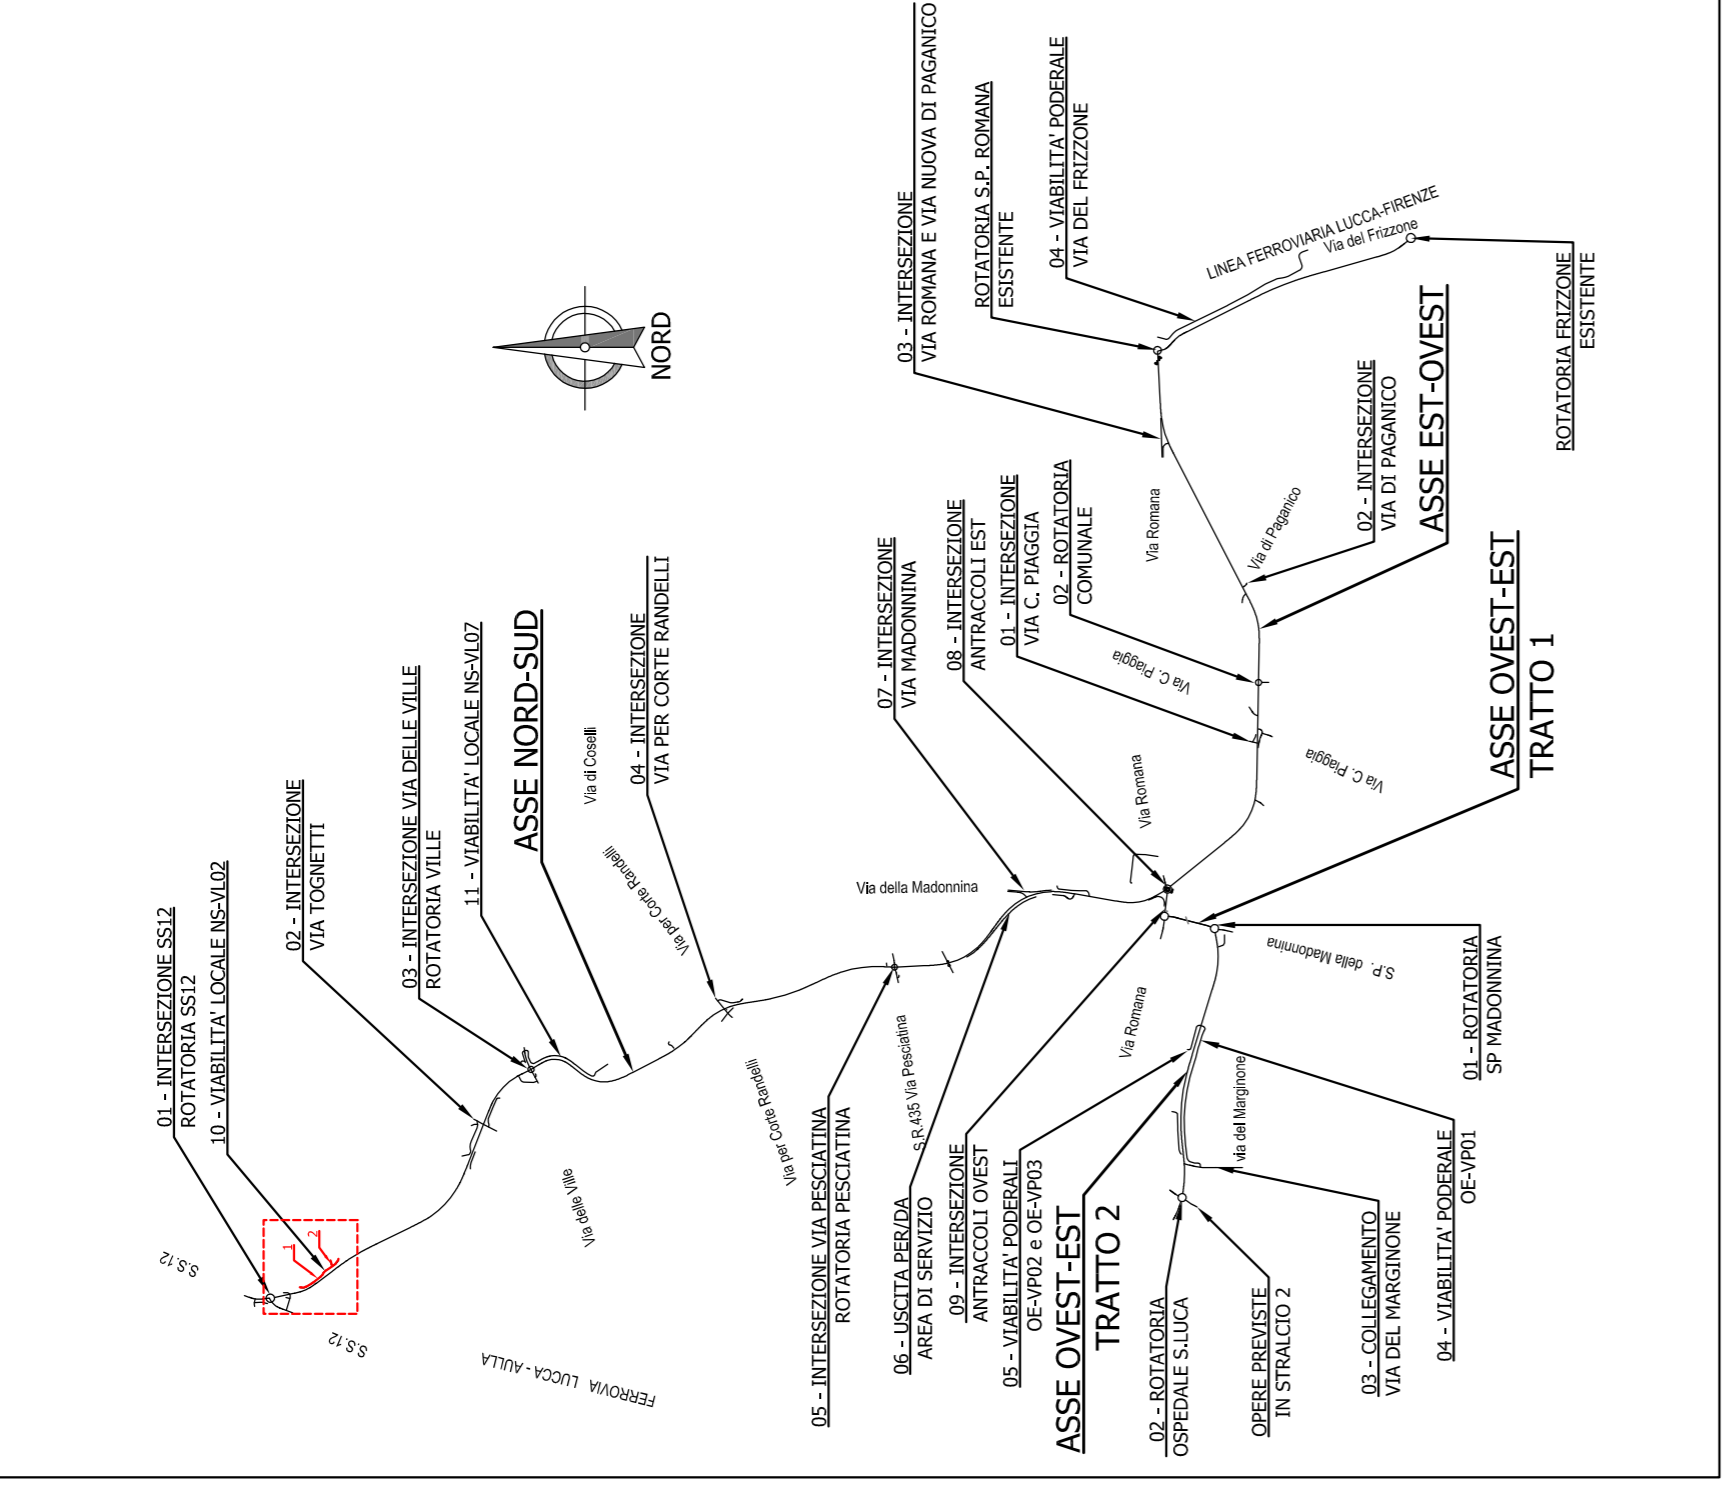 01 - INTERSEZIONE SS12
ROTATORIA SS12
10 - VIABILITA' LOCALE NS-VL02
02 - INTERSEZIONE
VIA TOGNETTI
03 - INTERSEZIONE VIA DELLE VILLE
ROTATORIA VILLE
11 - VIABILITA' LOCALE NS-VL07
ASSE NORD-SUD
Via di Coselli
04 - INTERSEZIONE
VIA PER CORTE RANDELLI
Via per Corte Randelli
NORD
S.S.12
1
2
S.S.12
FERROVIA LUCCA - AULLA
Via delle Ville
Via per Corte Randelli
05 - INTERSEZIONE VIA PESCIATINA
ROTATORIA PESCIATINA
S.R.435 Via Pesciatina
06 - USCITA PER/DA
AREA DI SERVIZIO
09 - INTERSEZIONE
ANTRACCOLI OVEST
05 - VIABILITA' PODERALI
OE-VP02 e OE-VP03
ASSE OVEST-EST
TRATTO 2
02 - ROTATORIA
OSPEDALE S.LUCA
OPERE PREVISTE
IN STRALCIO 2
03 - COLLEGAMENTO
VIA DEL MARGINONE
04 - VIABILITA' PODERALE
OE-VP01
01 - ROTATORIA
SP MADONNINA
Via Romana
via del Marginone
S.P. della Madonnina
Via della Madonnina
07 - INTERSEZIONE
VIA MADONNINA
08 - INTERSEZIONE
ANTRACCOLI EST
01 - INTERSEZIONE
VIA C. PIAGGIA
02 - ROTATORIA
COMUNALE
Via Romana
Via C. Piaggia
Via C. Piaggia
ASSE OVEST-EST
TRATTO 1
ASSE EST-OVEST
02 - INTERSEZIONE
VIA DI PAGANICO
Via di Paganico
Via Romana
03 - INTERSEZIONE
VIA ROMANA E VIA NUOVA DI PAGANICO
ROTATORIA S.P. ROMANA
ESISTENTE
04 - VIABILITA' PODERALE
VIA DEL FRIZZONE
LINEA FERROVIARIA LUCCA-FIRENZE
Via del Frizzone
ROTATORIA FRIZZONE
ESISTENTE